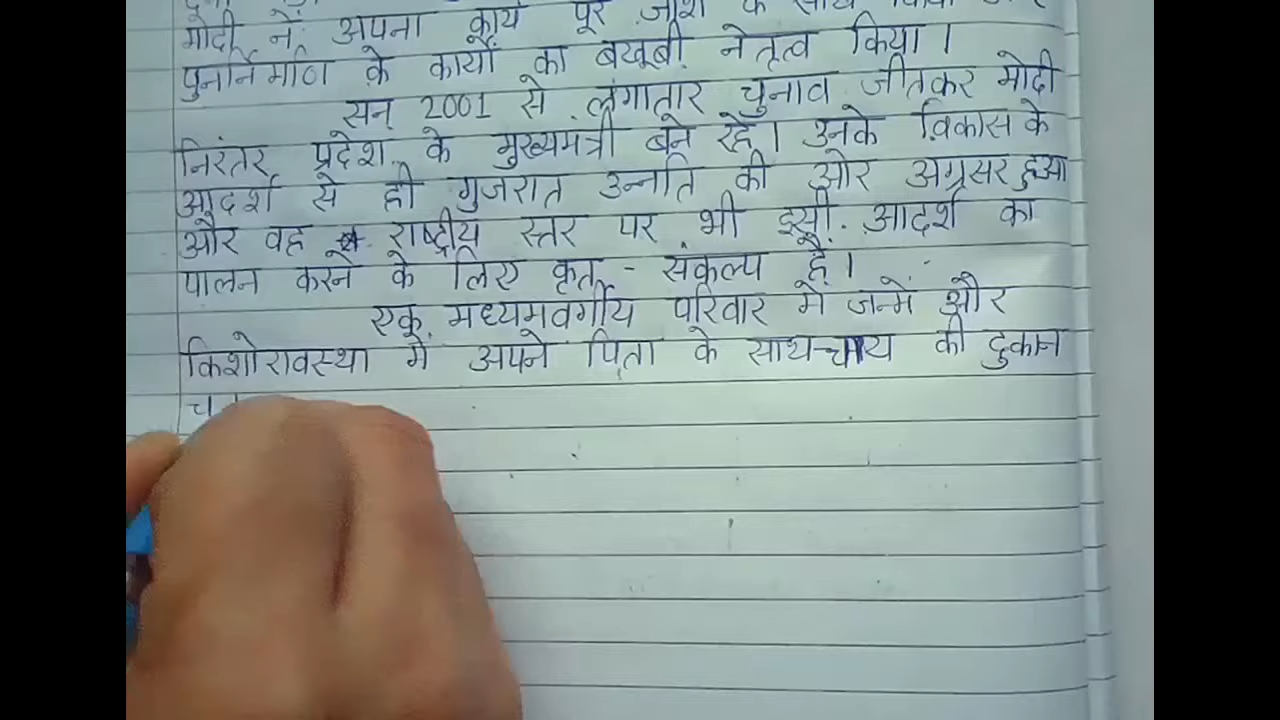 मोदी ने अपना कार्य पूरे जोश के साथ किया
पुनर्निर्माण के कार्यों का बखूबी नेतृत्व किया ।
सन् 2001 से लगातार चुनाव जीतकर मोदी
निरंतर प्रदेश के मुख्यमंत्री बने रहे । उनके विकास के
आदर्श से ही गुजरात उन्नति की ओर अग्रसर हुआ
और वह राष्ट्रीय स्तर पर भी इसी आदर्श का
पालन करने के लिए कृत - संकल्प हैं ।
एक मध्यमवर्गीय परिवार में जन्में और
किशोरावस्था में अपने पिता के साथ चाय की दुकान